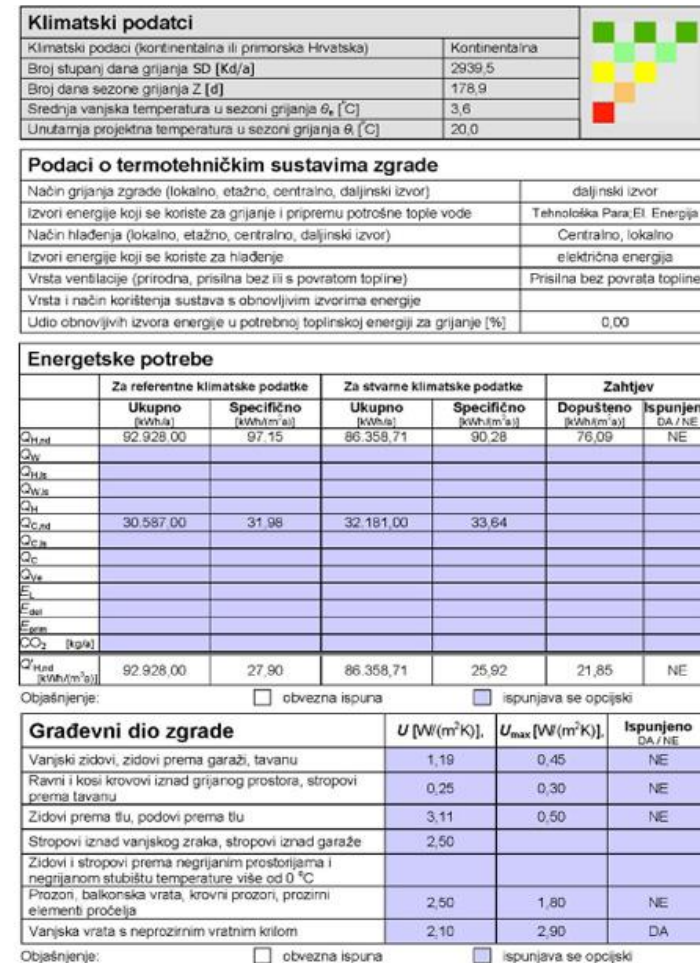 Klimatski podatci
Klimatski podaci (kontinentalna ili primorska Hrvatska) Kontinentalna
Broj stupanj dana grijanja SD [Kd/a] 2939,5
Broj dana sezone grijanja Z [d] 178,9
Srednja vanjska temperatura u sezoni grijanja θe [°C] 3,6
Unutarnja projektna temperatura u sezoni grijanja θi [°C] 20,0
Podaci o termotehničkim sustavima zgrade
Način grijanja zgrade (lokalno, etažno, centralno, daljinski izvor) daljinski izvor
Izvori energije koji se koriste za grijanje i pripremu potrošne tople vode Tehnološka Para;El. Energija
Način hlađenja (lokalno, etažno, centralno, daljinski izvor) Centralno, lokalno
Izvori energije koji se koriste za hlađenje električna energija
Vrsta ventilacije (prirodna, prisilna bez ili s povratom topline) Prisilna bez povrata topline
Vrsta i način korištenja sustava s obnovljivim izvorima energije
Udio obnovljivih izvora energije u potrebnoj toplinskoj energiji za grijanje [%] 0,00
Energetske potrebe
Za referentne klimatske podatke Za stvarne klimatske podatke Zahtjev
Ukupno Specifično Ukupno Specifično Dopušteno Ispunjen
[kWh/a] [kWh/(m²a)] [kWh/a] [kWh/(m²a)] [kWh/(m²a)] DA / NE
QH,nd 92.928,00 97,15 86.358,71 90,28 76,09 NE
QW
QH,ls
QW,ls
QH
QC,nd 30.587,00 31,98 32.181,00 33,64
QC,ls
QC
QVe
EL
Edel
Eprim
CO2 [kg/a]
Q'H,nd 92.928,00 27,90 86.358,71 25,92 21,85 NE
[kWh/(m³a)]
Objašnjenje: obvezna ispuna ispunjava se opcijski
Građevni dio zgrade U [W/(m²K)], Umax [W/(m²K)], Ispunjeno
DA / NE
Vanjski zidovi, zidovi prema garaži, tavanu 1,19 0,45 NE
Ravni i kosi krovovi iznad grijanog prostora, stropovi
prema tavanu 0,25 0,30 NE
Zidovi prema tlu, podovi prema tlu 3,11 0,50 NE
Stropovi iznad vanjskog zraka, stropovi iznad garaže 2,50
Zidovi i stropovi prema negrijanim prostorijama i
negrijanom stubištu temperature više od 0 °C
Prozori, balkonska vrata, krovni prozori, prozirni
elementi pročelja 2,50 1,80 NE
Vanjska vrata s neprozirnim vratnim krilom 2,10 2,90 DA
Objašnjenje: obvezna ispuna ispunjava se opcijski